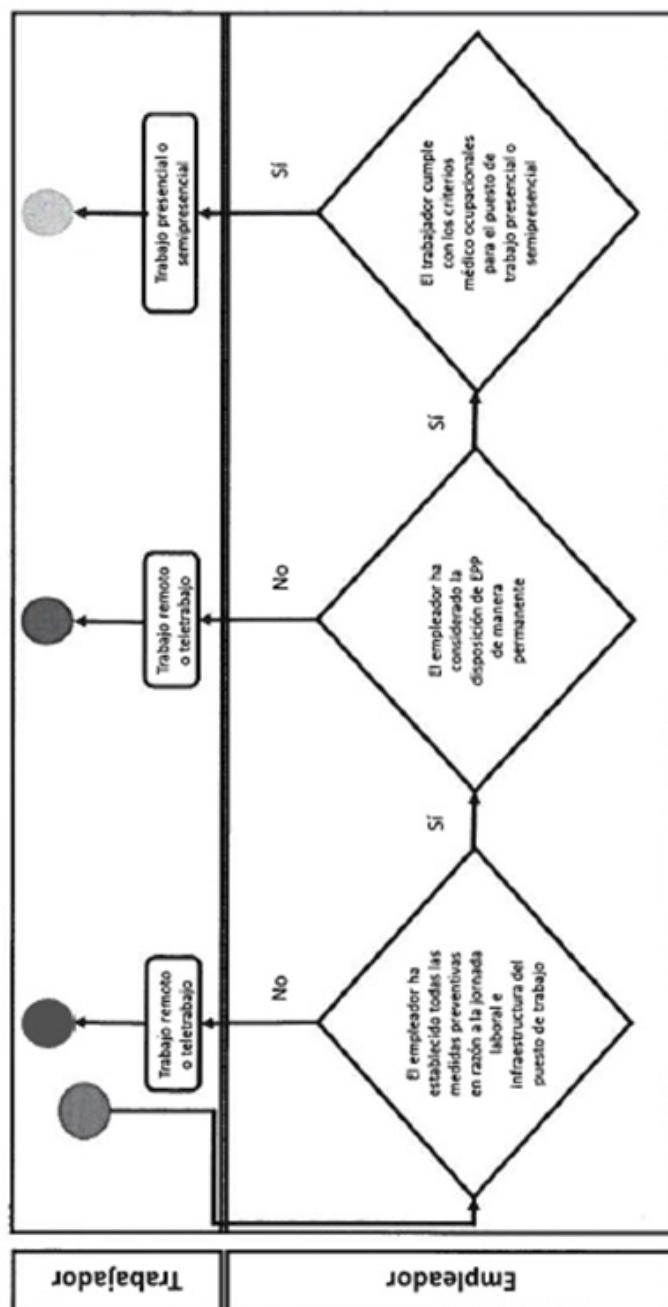 Trabajador
Empleador
Trabajo remoto
o teletrabajo
No
El empleador ha
establecido todas las
medidas preventivas
en razón a la jornada
laboral e
infraestructura del
puesto de trabajo
Sí
Trabajo remoto
o teletrabajo
No
El empleador ha
considerado la
disposición de EPP
de manera
permanente
Sí
Trabajo presencial o
semipresencial
Sí
El trabajador cumple
con los criterios
médico ocupacionales
para el puesto de
trabajo presencial o
semipresencial